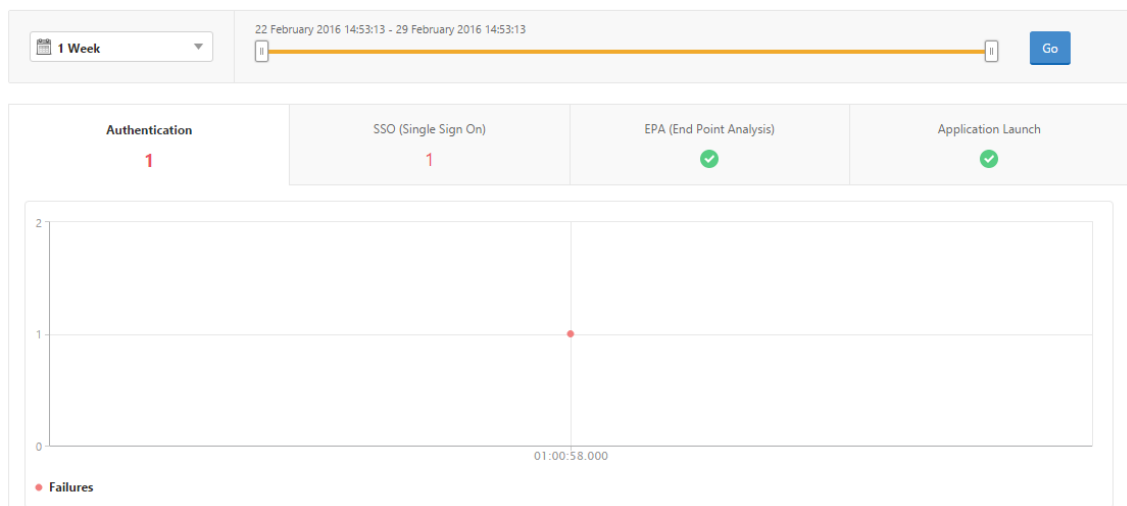 22 February 2016 14:53:13 - 29 February 2016 14:53:13
1 Week
Go
Authentication
SSO (Single Sign On)
EPA (End Point Analysis)
Application Launch
1
1
2
1
0
01:00:58.000
Failures